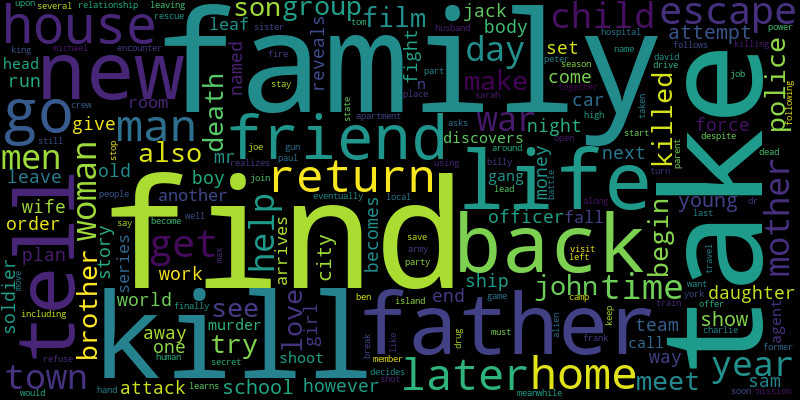 family
find
kill
take
life
father
back
friend
new
house
tell
go
man
men
return
home
later
time
town
year
escape
child
mother
daughter
war
day
film
group
son
jack
body
leaf
reveals
fight
named
death
head
run
room
give
also
mr
boy
old
another
wife
leave
order
plan
story
series
woman
brother
soldier
world
work
get
help
arrives
city
becomes
away
one
murder
see
try
love
girl
shoot
attack
school
however
end
ship
officer
fall
john
begin
young
killed
police
force
next
car
come
set
make
attempt
night
discovers
gang
money
show
team
call
way
meet
sam
agent
upon
several
relationship
leaving
rescue
king
michael
encounter
sister
tom
husband
hospital
name
power
fire
peter
david
killing
stay
part
season
follows
drive
crew
n
place
sarah
together
job
following
still
state
apartment
asks
high
taken
start
despite
stop
joe
gun
around
open
parent
dead
realizes
paul
using
billy
lead
battle
turn
people
join
eventually
local
along
last
dr
say
become
well
save
army
party
visit
left
max
want
travel
york
offer
move
including
finally
ben
island
game
camp
train
charlie
former
refuse
human
secret
member
break
like
drug
must
alien
frank
keep
would
hand
learns
decides
shot
meanwhile
soon
mission